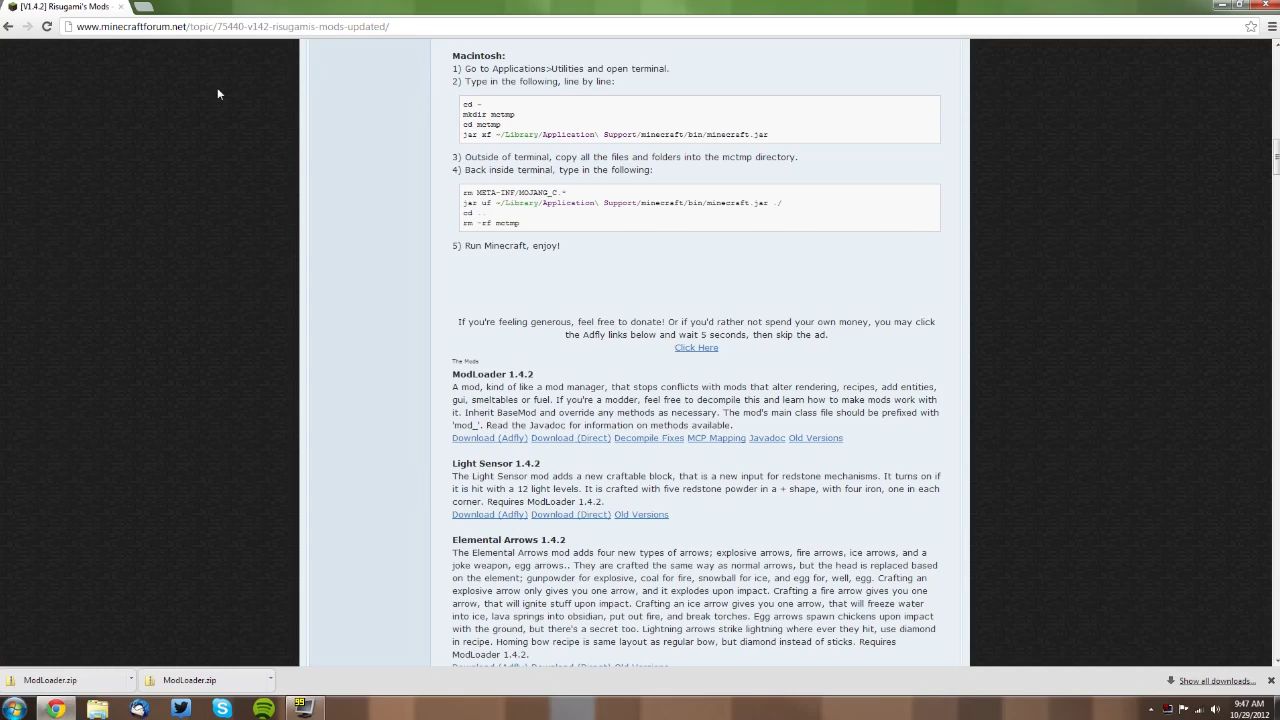 [V1.4.2] Risugami's Mods -
www.minecraftforum.net/topic/75440-v142-risugamis-mods-updated/
Macintosh:
1) Go to Applications>Utilities and open terminal.
2) Type in the following, line by line:
cd ~
mkdir mctmp
cd mctmp
jar xf ~/Library/Application\ Support/minecraft/bin/minecraft.jar
3) Outside of terminal, copy all the files and folders into the mctmp directory.
4) Back inside terminal, type in the following:
rm META-INF/MOJANG_C.*
jar uf ~/Library/Application\ Support/minecraft/bin/minecraft.jar ./
cd ..
rm -rf mctmp
5) Run Minecraft, enjoy!
If you're feeling generous, feel free to donate! Or if you'd rather not spend your own money, you may click
the Adfly links below and wait 5 seconds, then skip the ad.
Click Here
The Mods
ModLoader 1.4.2
A mod, kind of like a mod manager, that stops conflicts with mods that alter rendering, recipes, add entities,
gui, smeltables or fuel. If you're a modder, feel free to decompile this and learn how to make mods work with
it. Inherit BaseMod and override any methods as necessary. The mod's main class file should be prefixed with
'mod_'. Read the Javadoc for information on methods available.
Download (Adfly) Download (Direct) Decompile Fixes MCP Mapping Javadoc Old Versions
Light Sensor 1.4.2
The Light Sensor mod adds a new craftable block, that is a new input for redstone mechanisms. It turns on if
it is hit with a 12 light levels. It is crafted with five redstone powder in a + shape, with four iron, one in each
corner. Requires ModLoader 1.4.2.
Download (Adfly) Download (Direct) Old Versions
Elemental Arrows 1.4.2
The Elemental Arrows mod adds four new types of arrows; explosive arrows, fire arrows, ice arrows, and a
joke weapon, egg arrows.. They are crafted the same way as normal arrows, but the head is replaced based
on the element; gunpowder for explosive, coal for fire, snowball for ice, and egg for, well, egg. Crafting an
explosive arrow only gives you one arrow, and it explodes upon impact. Crafting a fire arrow gives you one
arrow, that will ignite stuff upon impact. Crafting an ice arrow gives you one arrow, that will freeze water
into ice, lava springs into obsidian, put out fire, and break torches. Egg arrows spawn chickens upon impact
with the ground, but there's a secret too. Lightning arrows strike lightning where ever they hit, use diamond
in recipe. Homing bow recipe is same layout as regular bow, but diamond instead of sticks. Requires
ModLoader 1.4.2.
Download (Adfly) Download (Direct) Old Versions
ModLoader.zip
ModLoader.zip
Show all downloads...
99
9:47 AM
10/29/2012